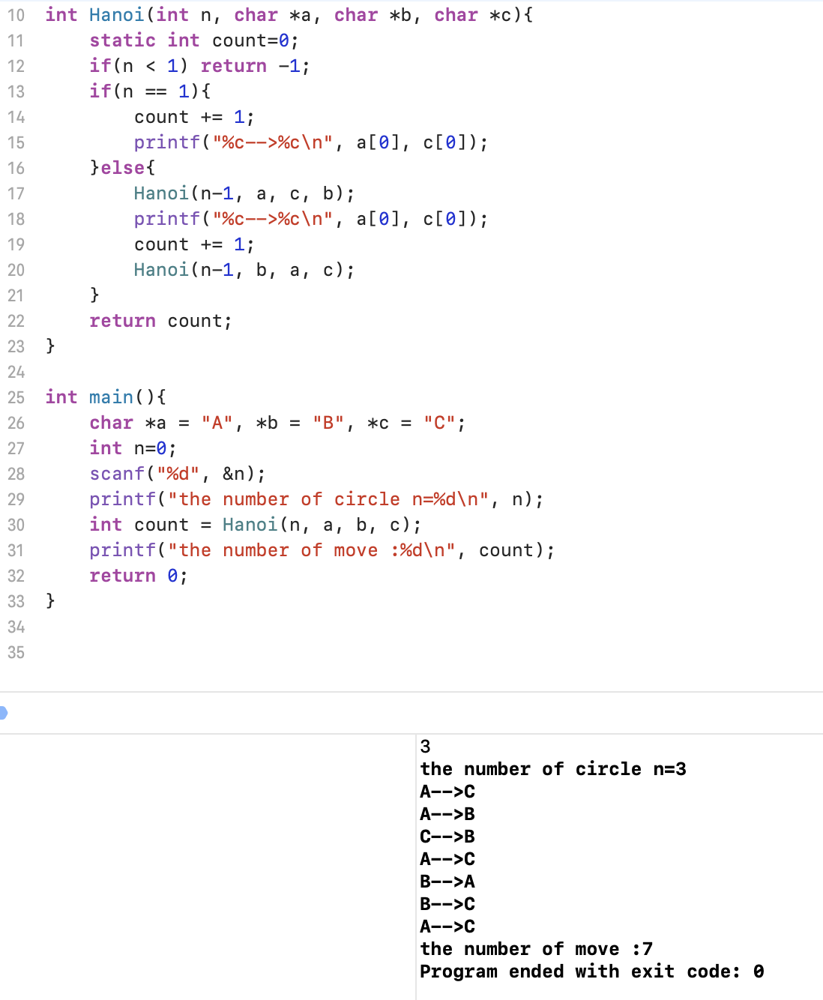 10 int Hanoi(int n, char *a, char *b, char *c){
11     static int count=0;
12     if(n < 1) return -1;
13     if(n == 1){
14         count += 1;
15         printf("%c-->%c\n", a[0], c[0]);
16     }else{
17         Hanoi(n-1, a, c, b);
18         printf("%c-->%c\n", a[0], c[0]);
19         count += 1;
20         Hanoi(n-1, b, a, c);
21     }
22     return count;
23 }
24
25 int main(){
26     char *a = "A", *b = "B", *c = "C";
27     int n=0;
28     scanf("%d", &n);
29     printf("the number of circle n=%d\n", n);
30     int count = Hanoi(n, a, b, c);
31     printf("the number of move :%d\n", count);
32     return 0;
33 }
34
35
3
the number of circle n=3
A-->C
A-->B
C-->B
A-->C
B-->A
B-->C
A-->C
the number of move :7
Program ended with exit code: 0